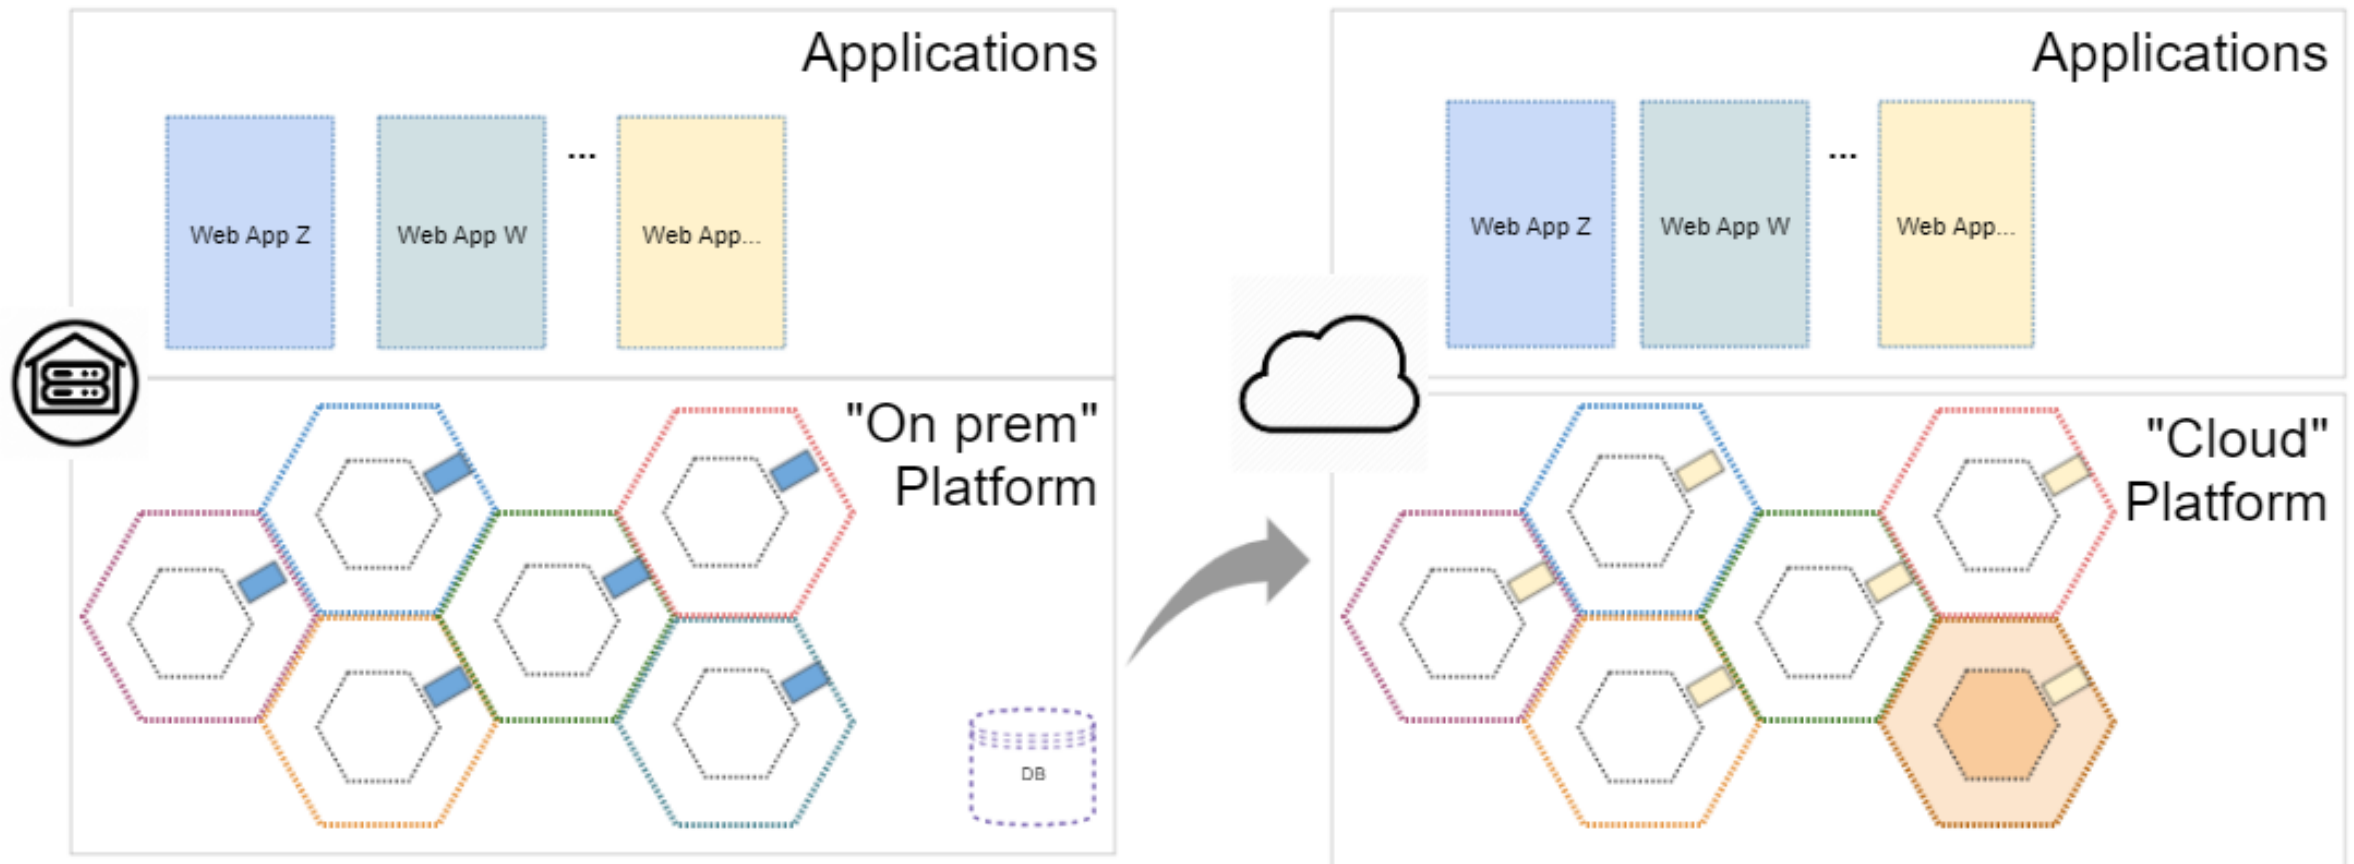 Applications
Web App Z
Web App W
...
Web App...
"On prem"
Platform
DB
Applications
Web App Z
Web App W
...
Web App...
"Cloud"
Platform